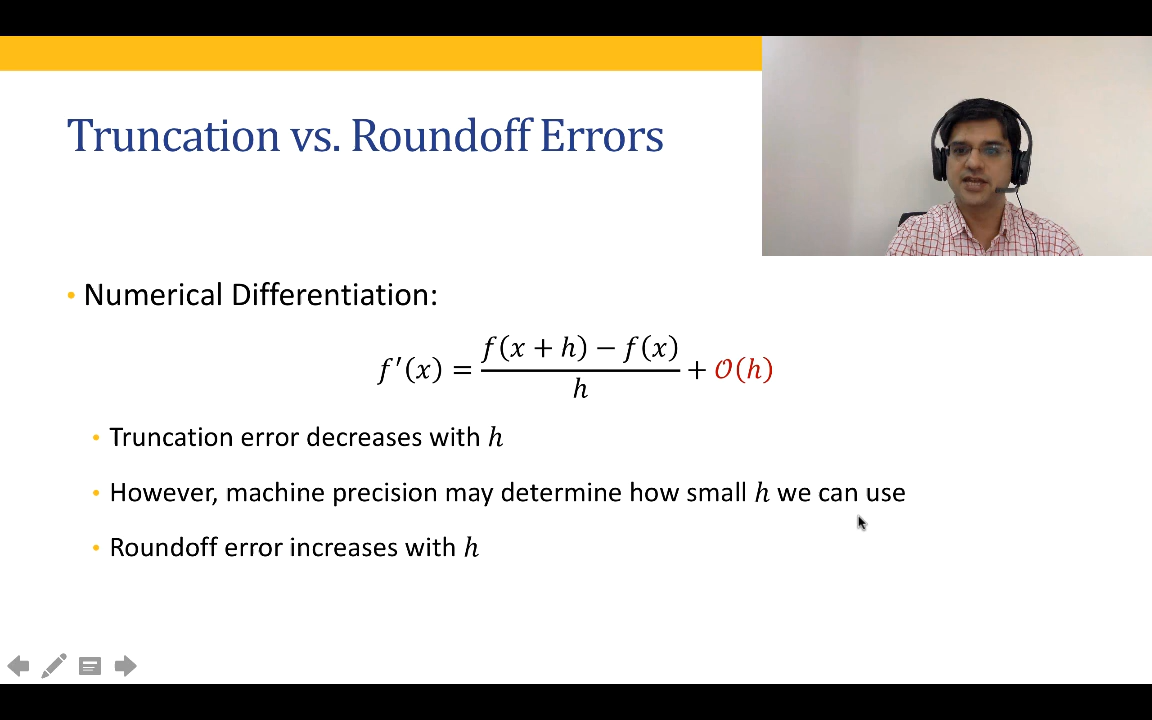 Truncation vs. Roundoff Errors
• Numerical Differentiation:
f′(x) = \frac{f(x + h) − f(x)}{h} + 𝒪(h)
• Truncation error decreases with h
• However, machine precision may determine how small h we can use
• Roundoff error increases with h